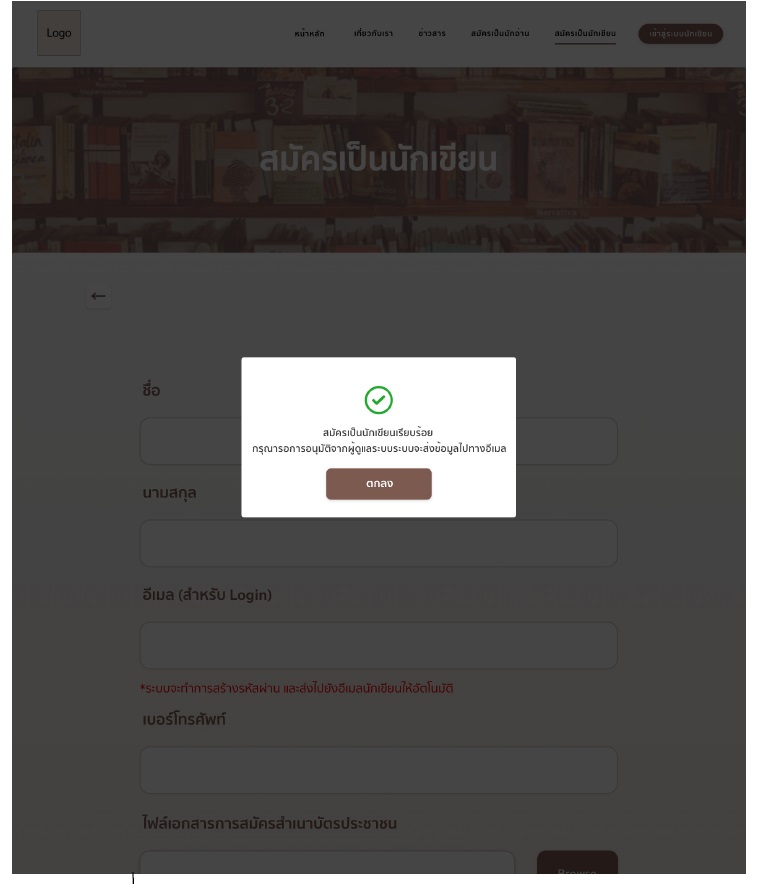 Logo
หน้าหลัก เกี่ยวกับเรา ข่าวสาร สมัครเป็นนักอ่าน สมัครเป็นนักเขียน เข้าสู่ระบบนักเขียน
สมัครเป็นนักเขียน
ชื่อ
สมัครเป็นนักเขียนเรียบร้อย
กรุณารอการอนุมัติจากผู้ดูแลระบบระบบจะส่งข้อมูลไปทางอีเมล
ตกลง
นามสกุล
อีเมล (สำหรับ Login)
*ระบบจะทำการสร้างรหัสผ่าน และส่งไปยังอีเมลนักเขียนให้อัตโนมัติ
เบอร์โทรศัพท์
ไฟล์เอกสารการสมัครสำเนาบัตรประชาชน
Browse